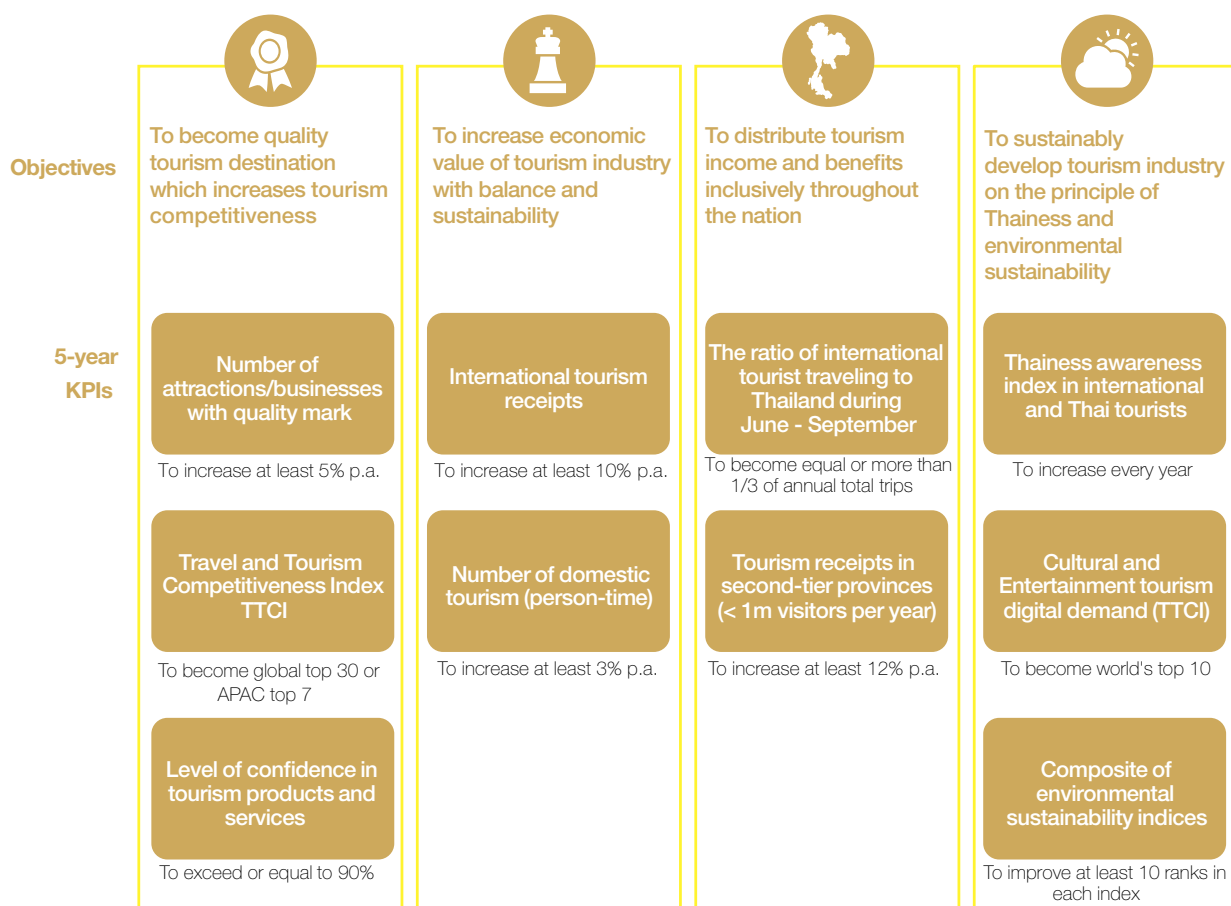 Objectives
To become quality
tourism destination
which increases tourism
competitiveness
To increase economic
value of tourism industry
with balance and
sustainability
To distribute tourism
income and benefits
inclusively throughout
the nation
To sustainably
develop tourism industry
on the principle of
Thainess and
environmental
sustainability
5-year
KPIs
Number of
attractions/businesses
with quality mark
To increase at least 5% p.a.
International tourism
receipts
To increase at least 10% p.a.
The ratio of international
tourist traveling to
Thailand during
June - September
To become equal or more than
1/3 of annual total trips
Thainess awareness
index in international
and Thai tourists
To increase every year
Travel and Tourism
Competitiveness Index
TTCI
To become global top 30 or
APAC top 7
Number of domestic
tourism (person-time)
To increase at least 3% p.a.
Tourism receipts in
second-tier provinces
(< 1m visitors per year)
To increase at least 12% p.a.
Cultural and
Entertainment tourism
digital demand (TTCI)
To become world's top 10
Level of confidence in
tourism products and
services
To exceed or equal to 90%
Composite of
environmental
sustainability indices
To improve at least 10 ranks in
each index